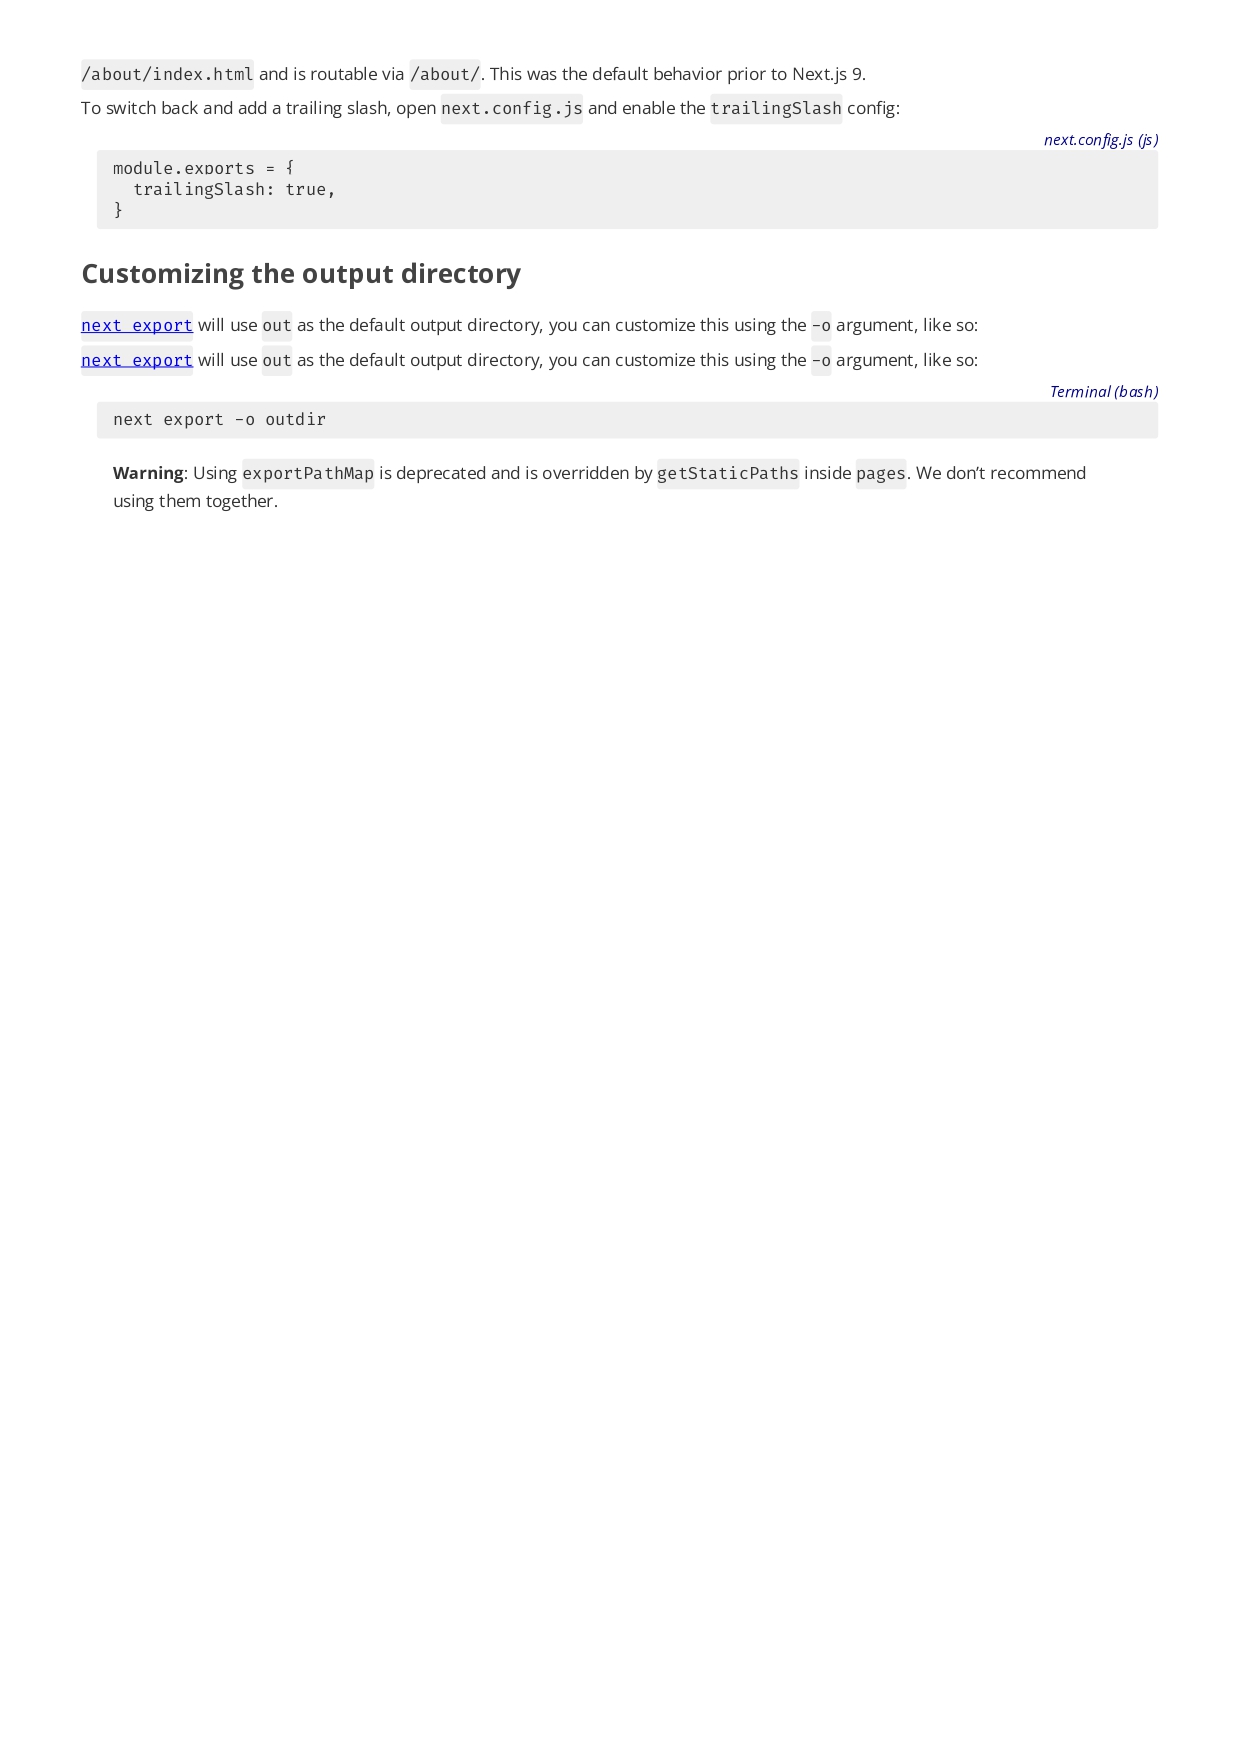 /about/index.html and is routable via /about/. This was the default behavior prior to Next.js 9.
To switch back and add a trailing slash, open next.config.js and enable the trailingSlash config:
next.config.js (js)
module.exports = {
  trailingSlash: true,
}
Customizing the output directory
next export will use out as the default output directory, you can customize this using the -o argument, like so:
next export will use out as the default output directory, you can customize this using the -o argument, like so:
Terminal (bash)
next export -o outdir
Warning: Using exportPathMap is deprecated and is overridden by getStaticPaths inside pages. We don’t recommend
using them together.